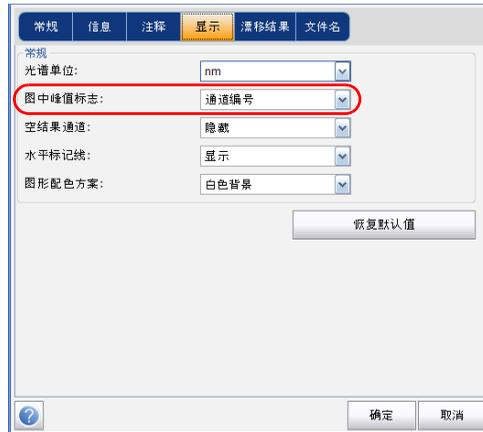 常规 信息 注释 显示 漂移结果 文件名
常规
光谱单位: nm
图中峰值标志: 通道编号
空结果通道: 隐藏
水平标记线: 显示
图形配色方案: 白色背景
恢复默认值
? 确定 取消